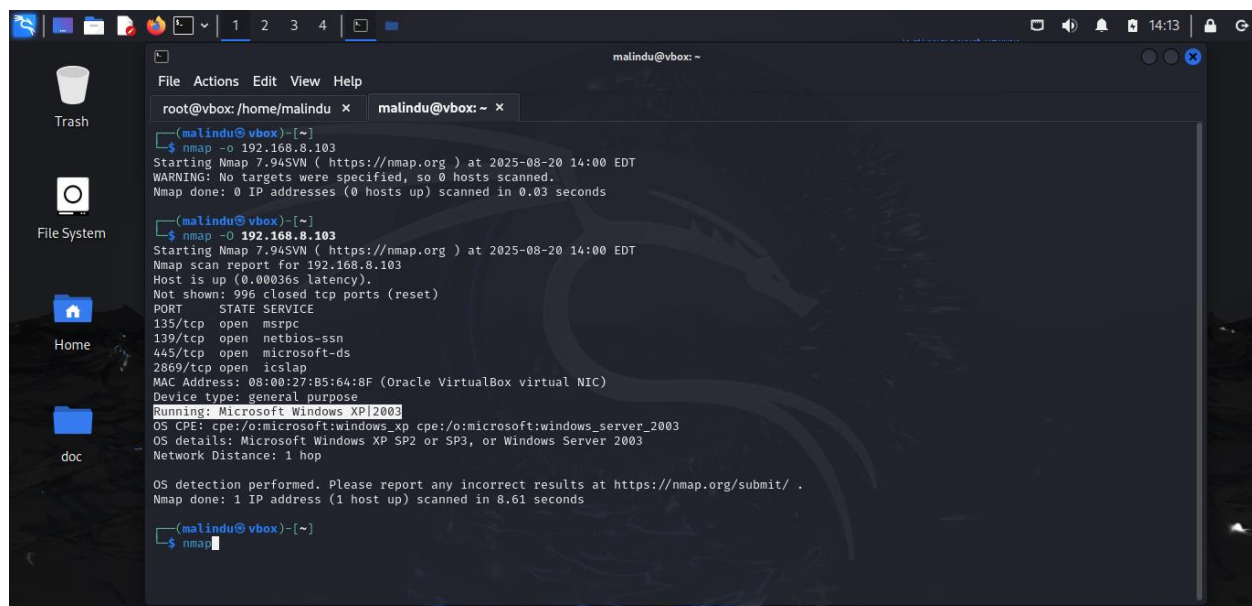 1 2 3 4
14:13
malindu@vbox: ~
File Actions Edit View Help
root@vbox: /home/malindu ×
malindu@vbox: ~ ×
Trash
File System
Home
doc
┌──(malindu㉿vbox)-[~]
└─$ nmap -o 192.168.8.103
Starting Nmap 7.94SVN ( https://nmap.org ) at 2025-08-20 14:00 EDT
WARNING: No targets were specified, so 0 hosts scanned.
Nmap done: 0 IP addresses (0 hosts up) scanned in 0.03 seconds
┌──(malindu㉿vbox)-[~]
└─$ nmap -O 192.168.8.103
Starting Nmap 7.94SVN ( https://nmap.org ) at 2025-08-20 14:00 EDT
Nmap scan report for 192.168.8.103
Host is up (0.00036s latency).
Not shown: 996 closed tcp ports (reset)
PORT STATE SERVICE
135/tcp open msrpc
139/tcp open netbios-ssn
445/tcp open microsoft-ds
2869/tcp open icslap
MAC Address: 08:00:27:B5:64:8F (Oracle VirtualBox virtual NIC)
Device type: general purpose
Running: Microsoft Windows XP|2003
OS CPE: cpe:/o:microsoft:windows_xp cpe:/o:microsoft:windows_server_2003
OS details: Microsoft Windows XP SP2 or SP3, or Windows Server 2003
Network Distance: 1 hop
OS detection performed. Please report any incorrect results at https://nmap.org/submit/ .
Nmap done: 1 IP address (1 host up) scanned in 8.61 seconds
┌──(malindu㉿vbox)-[~]
└─$ nmap